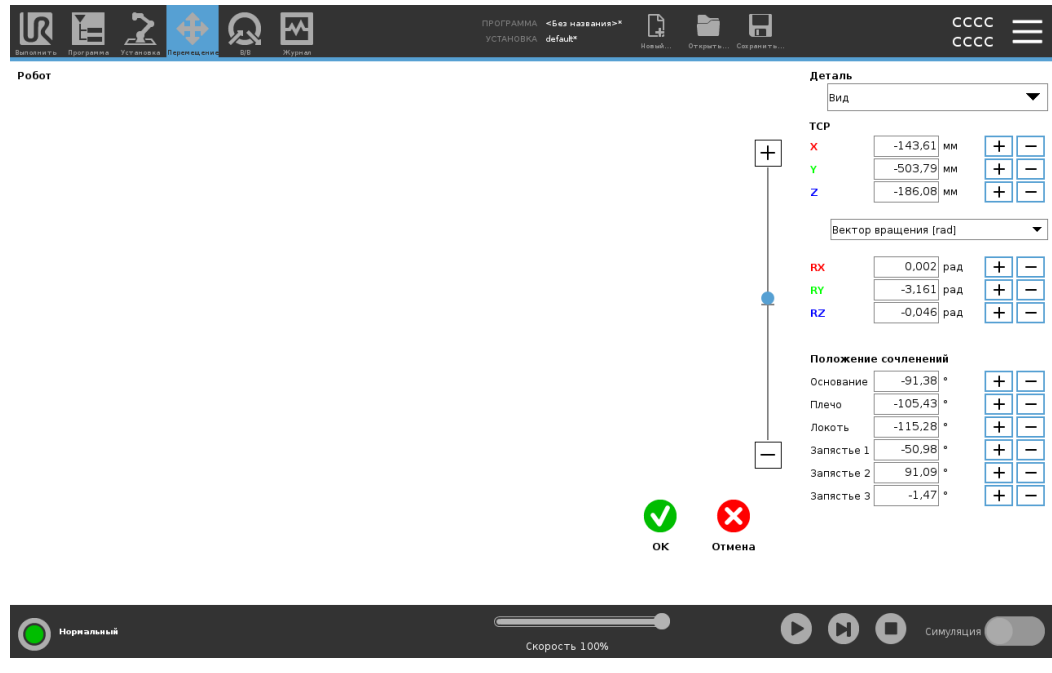 UR
Выполнить Программа Установка Перемещение В/В Журнал
ПРОГРАММА <Без названия>*
УСТАНОВКА default*
Новый... Открыть... Сохранить...
CCCC
CCCC
Робот
Деталь
Вид
TCP
X -143,61 мм + −
Y -503,79 мм + −
Z -186,08 мм + −
Вектор вращения [rad]
RX 0,002 рад + −
RY -3,161 рад + −
RZ -0,046 рад + −
Положение сочленений
Основание -91,38 ° + −
Плечо -105,43 ° + −
Локоть -115,28 ° + −
Запястье 1 -50,98 ° + −
Запястье 2 91,09 ° + −
Запястье 3 -1,47 ° + −
OK Отмена
Нормальный
Скорость 100%
Симуляция